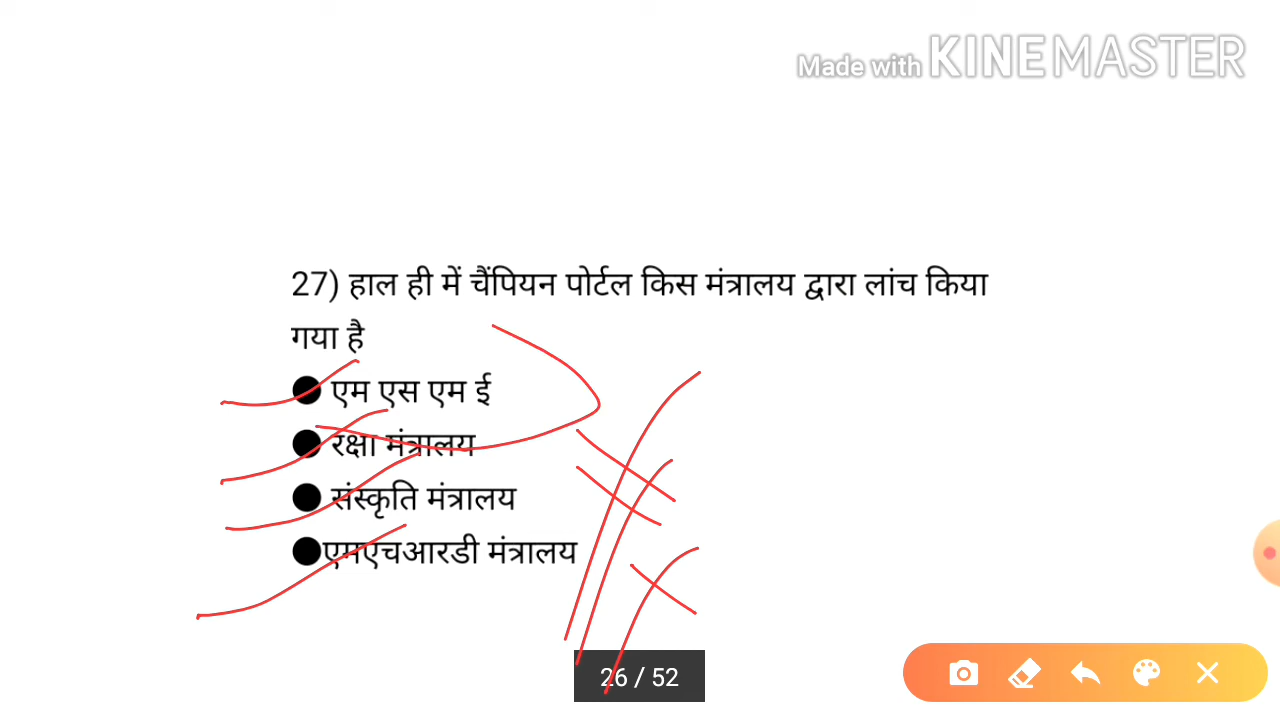 Made with KINEMASTER
27) हाल ही में चैंपियन पोर्टल किस मंत्रालय द्वारा लांच किया
गया है
● एम एस एम ई
● रक्षा मंत्रालय
● संस्कृति मंत्रालय
●एमएचआरडी मंत्रालय
26 / 52